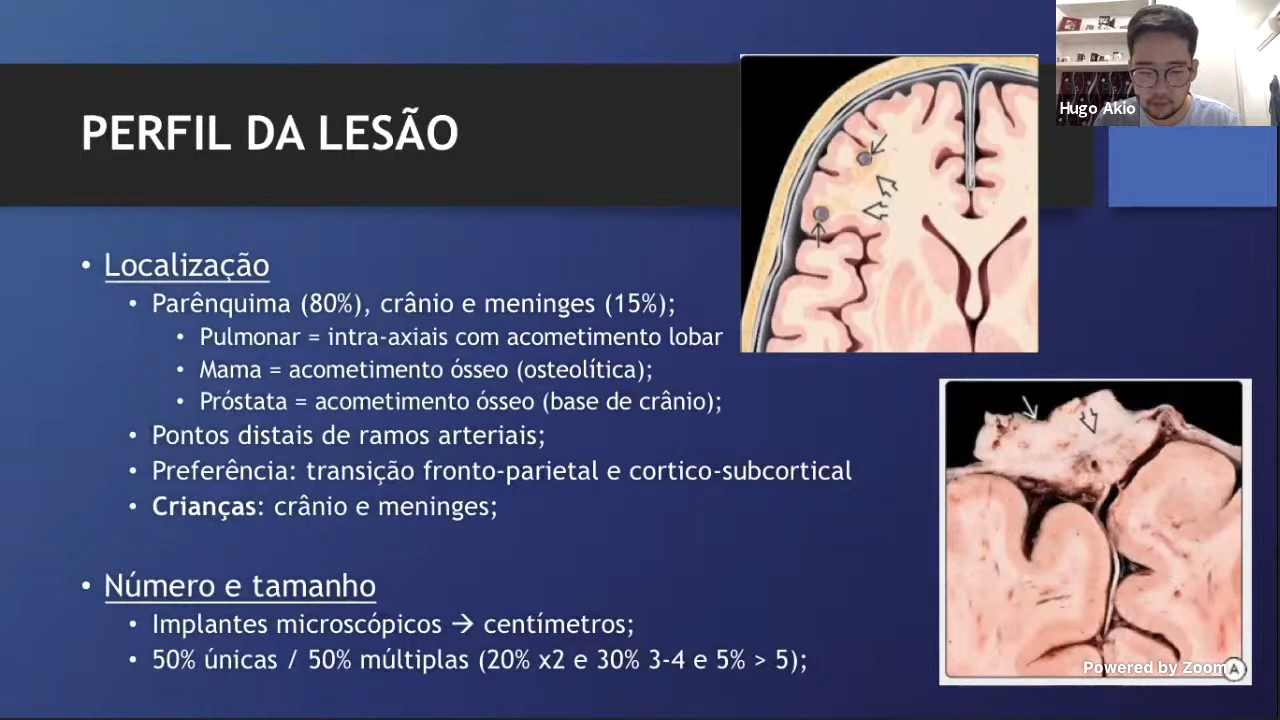 Hugo Akio
PERFIL DA LESÃO
• Localização
• Parênquima (80%), crânio e meninges (15%);
• Pulmonar = intra-axiais com acometimento lobar
• Mama = acometimento ósseo (osteolítica);
• Próstata = acometimento ósseo (base de crânio);
• Pontos distais de ramos arteriais;
• Preferência: transição fronto-parietal e cortico-subcortical
• Crianças: crânio e meninges;
• Número e tamanho
• Implantes microscópicos → centímetros;
• 50% únicas / 50% múltiplas (20% x2 e 30% 3-4 e 5% > 5);
Powered by Zoom
A